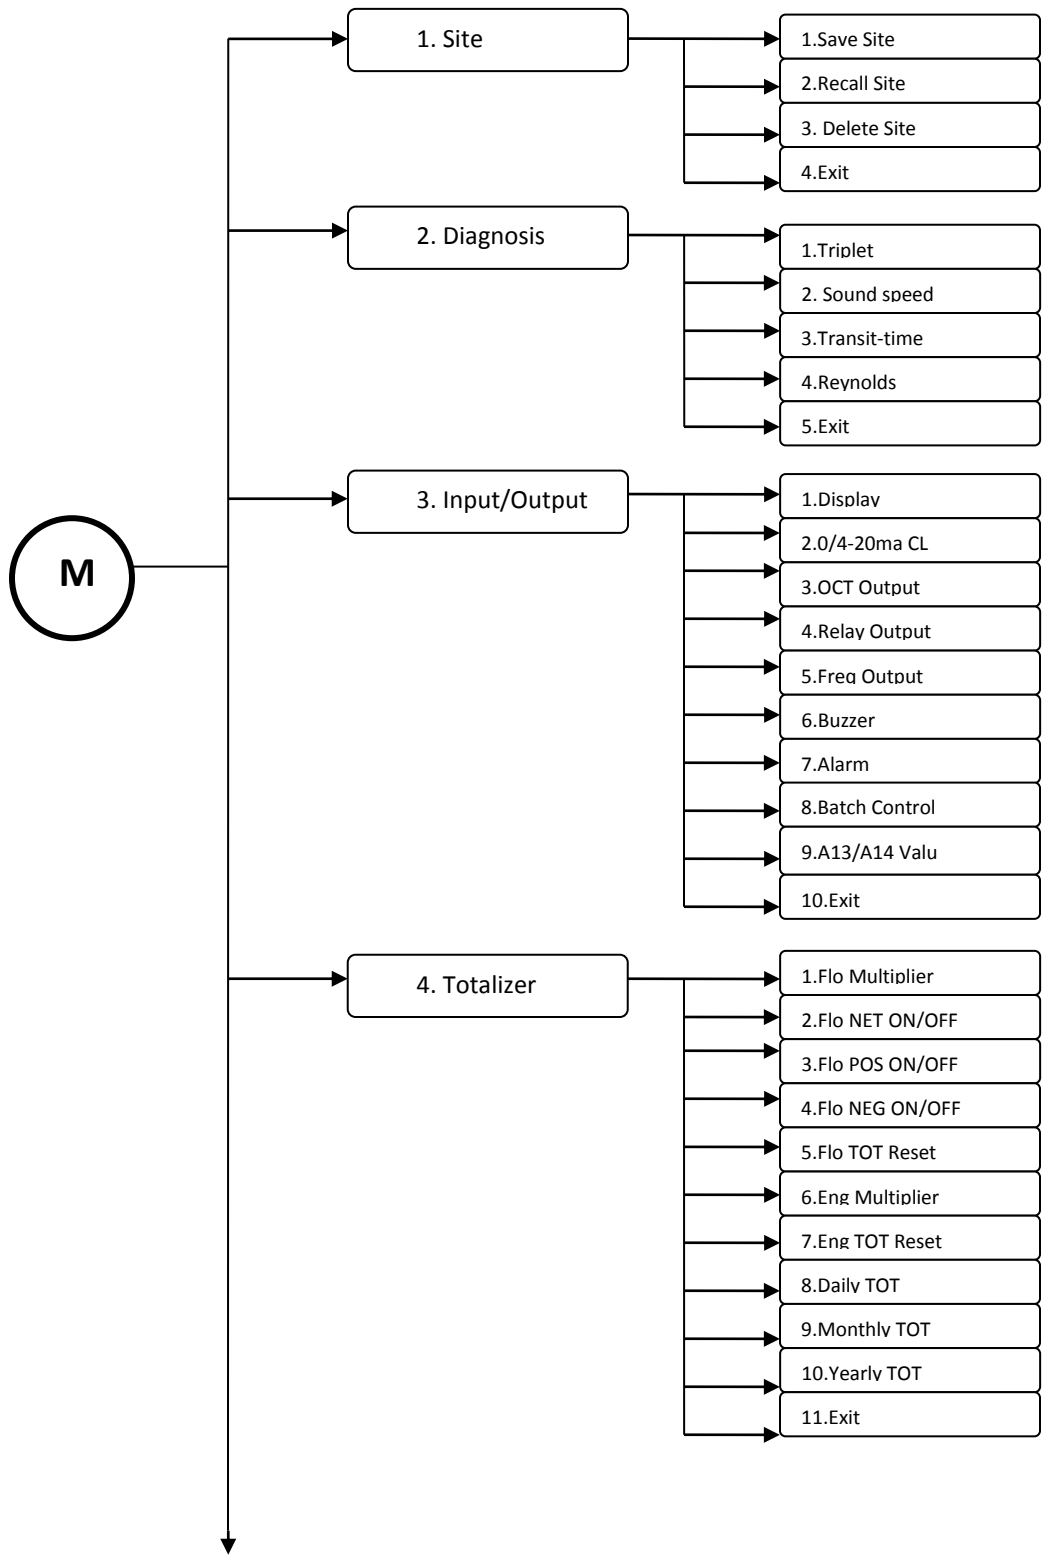 1. Site
1.Save Site
2.Recall Site
3. Delete Site
4.Exit
2. Diagnosis
1.Triplet
2. Sound speed
3.Transit-time
4.Reynolds
5.Exit
M
3. Input/Output
1.Display
2.0/4-20ma CL
3.OCT Output
4.Relay Output
5.Freq Output
6.Buzzer
7.Alarm
8.Batch Control
9.A13/A14 Valu
10.Exit
4. Totalizer
1.Flo Multiplier
2.Flo NET ON/OFF
3.Flo POS ON/OFF
4.Flo NEG ON/OFF
5.Flo TOT Reset
6.Eng Multiplier
7.Eng TOT Reset
8.Daily TOT
9.Monthly TOT
10.Yearly TOT
11.Exit